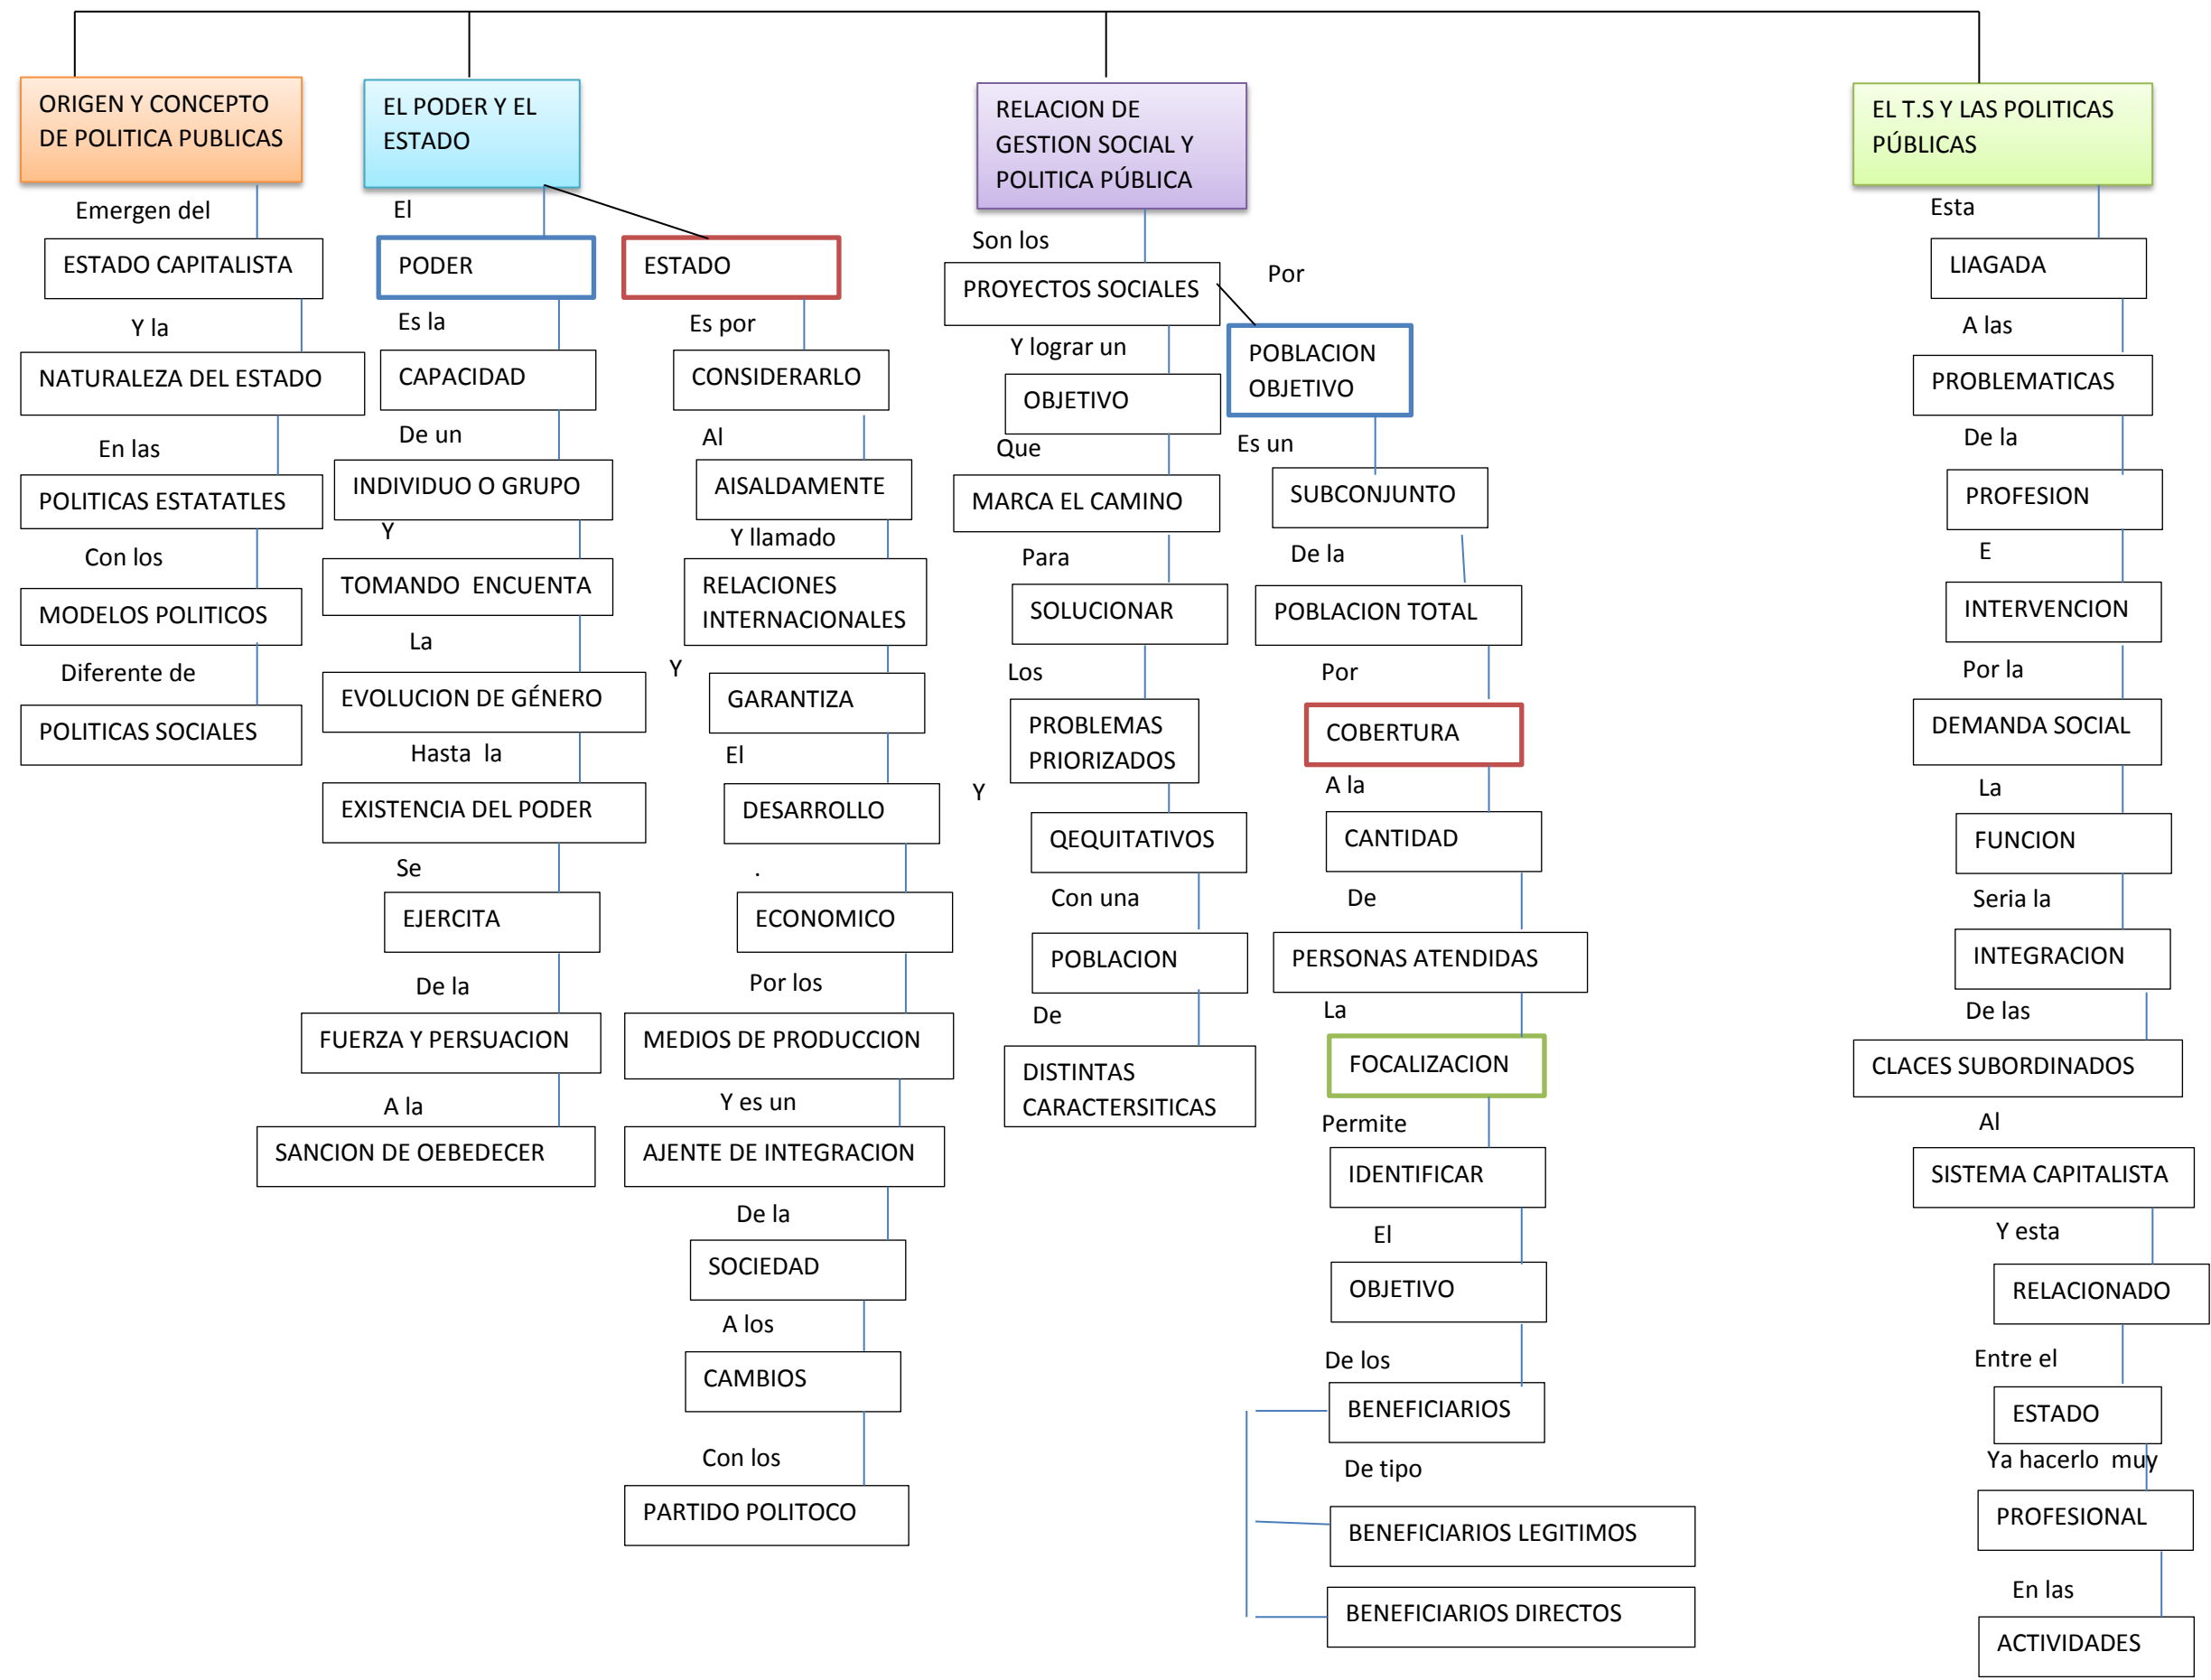 ORIGEN Y CONCEPTO
DE POLITICA PUBLICAS
Emergen del
ESTADO CAPITALISTA
Y la
NATURALEZA DEL ESTADO
En las
POLITICAS ESTATATLES
Con los
MODELOS POLITICOS
Diferente de
POLITICAS SOCIALES
EL PODER Y EL
ESTADO
El
PODER
Es la
CAPACIDAD
De un
INDIVIDUO O GRUPO
Y
TOMANDO ENCUENTA
La
EVOLUCION DE GÉNERO
Hasta la
EXISTENCIA DEL PODER
Se
EJERCITA
De la
FUERZA Y PERSUACION
A la
SANCION DE OEBEDECER
ESTADO
Es por
CONSIDERARLO
Al
AISALDAMENTE
Y llamado
RELACIONES
INTERNACIONALES
Y
GARANTIZA
El
DESARROLLO
.
ECONOMICO
Por los
MEDIOS DE PRODUCCION
Y es un
AJENTE DE INTEGRACION
De la
SOCIEDAD
A los
CAMBIOS
Con los
PARTIDO POLITOCO
RELACION DE
GESTION SOCIAL Y
POLITICA PÚBLICA
Son los
PROYECTOS SOCIALES
Y lograr un
OBJETIVO
Que
MARCA EL CAMINO
Para
SOLUCIONAR
Los
PROBLEMAS
PRIORIZADOS
Y
QEQUITATIVOS
Con una
POBLACION
De
DISTINTAS
CARACTERSITICAS
Por
POBLACION
OBJETIVO
Es un
SUBCONJUNTO
De la
POBLACION TOTAL
Por
COBERTURA
A la
CANTIDAD
De
PERSONAS ATENDIDAS
La
FOCALIZACION
Permite
IDENTIFICAR
El
OBJETIVO
De los
BENEFICIARIOS
De tipo
BENEFICIARIOS LEGITIMOS
BENEFICIARIOS DIRECTOS
EL T.S Y LAS POLITICAS
PÚBLICAS
Esta
LIAGADA
A las
PROBLEMATICAS
De la
PROFESION
E
INTERVENCION
Por la
DEMANDA SOCIAL
La
FUNCION
Seria la
INTEGRACION
De las
CLACES SUBORDINADOS
Al
SISTEMA CAPITALISTA
Y esta
RELACIONADO
Entre el
ESTADO
Ya hacerlo muy
PROFESIONAL
En las
ACTIVIDADES